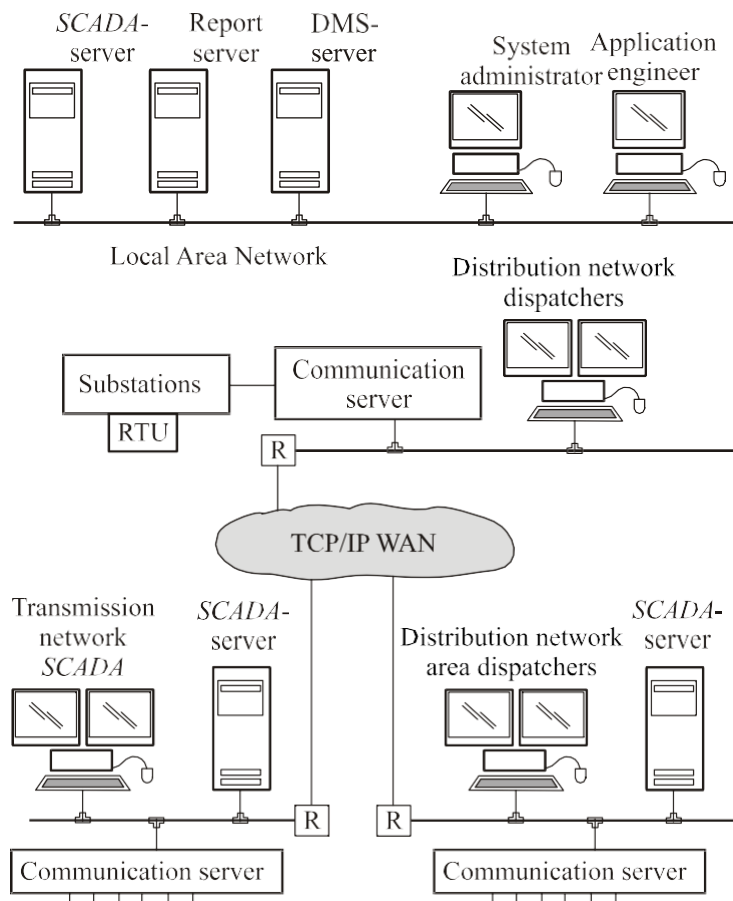 SCADA-
server
Report
server
DMS-
server
System
administrator
Application
engineer
Local Area Network
Distribution network
dispatchers
Substations
RTU
Communication
server
R
TCP/IP WAN
Transmission
network
SCADA
SCADA-
server
Distribution network
area dispatchers
SCADA-
server
R
R
Communication server
Communication server